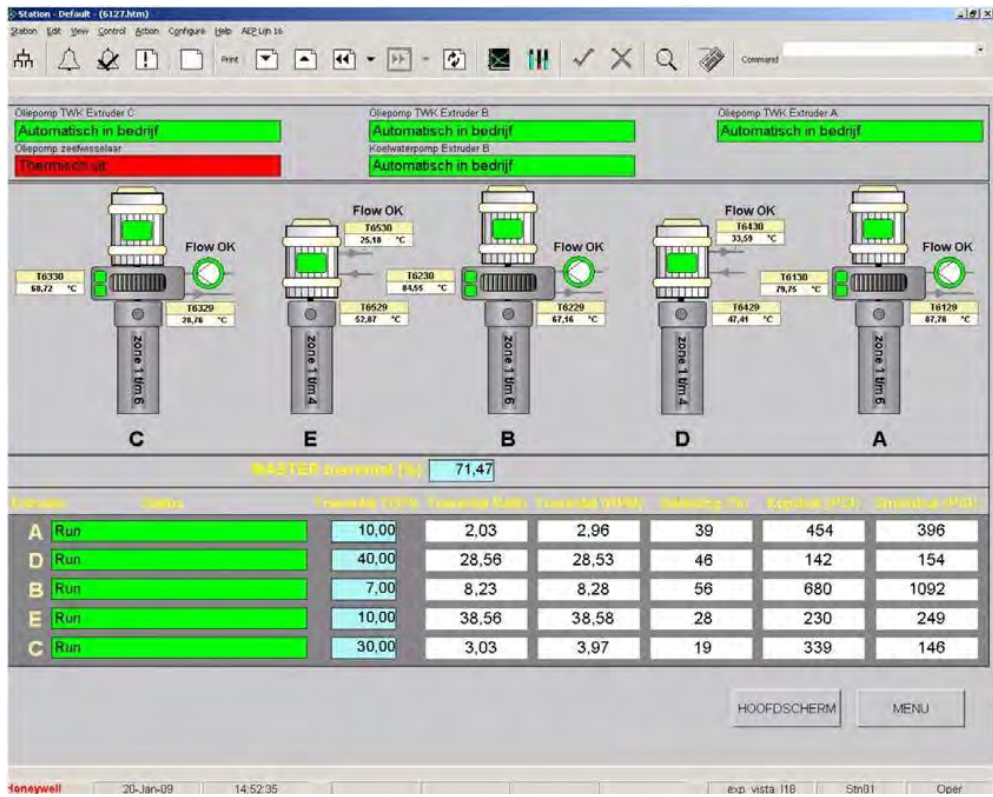 Station - Default - (6127.htm)
Station Edit View Control Action Configure Help ACP Lijn 16
Print Command
Oliepomp TWK Extruder C Oliepomp TWK Extruder B Oliepomp TWK Extruder A
Automatisch in bedrijf Automatisch in bedrijf Automatisch in bedrijf
Oliepomp zeefwisselaar Koelwaterpomp Extruder B
Thermisch uit Automatisch in bedrijf
Flow OK Flow OK
T6530 T6430
25,18 °C 33,59 °C
Flow OK Flow OK Flow OK
T6330 T6230 T6130
68,72 °C 84,55 °C 79,75 °C
T6329 T6529 T6229 T6429 T6129
28,76 °C 52,87 °C 67,16 °C 47,41 °C 87,78 °C
zone 1 t/m 6 zone 1 t/m 4 zone 1 t/m 6 zone 1 t/m 4 zone 1 t/m 6
C E B D A
MASTER toerental (%) 71,47
Extruder Status Toerental (RPM) Belasting (%) Kopdruk (PCI)
A Run 10,00 2,03 2,96 39 454 396
D Run 40,00 28,56 28,53 46 142 154
B Run 7,00 8,23 8,28 56 680 1092
E Run 10,00 38,56 38,58 28 230 249
C Run 30,00 3,03 3,97 19 339 146
HOOFDSCHERM MENU
Honeywell 20-Jan-09 14:52:35 exp_vista_l16 Stn01 Oper